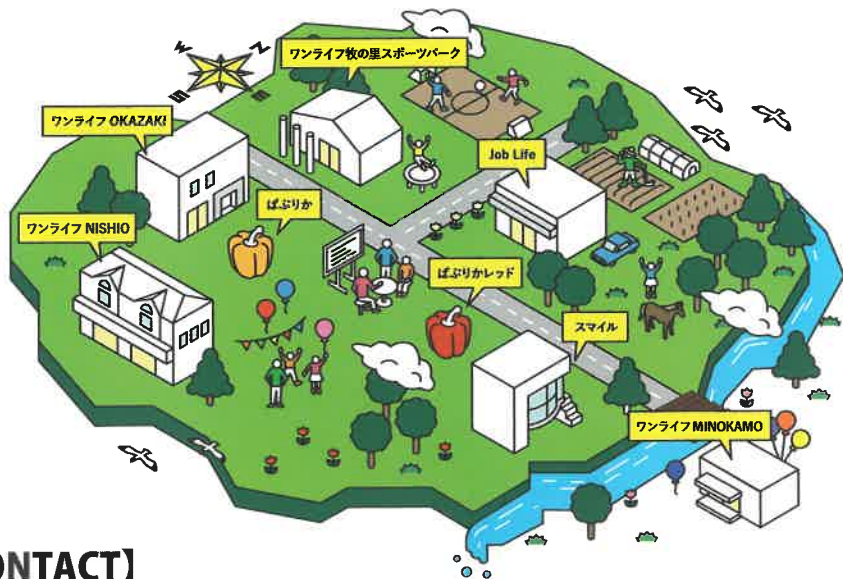 W
N
S
E
ワンライフ牧の里スポーツパーク
ワンライフ OKAZAKI
Job Life
ぱぷりか
ワンライフ NISHIO
ぱぷりかレッド
スマイル
ワンライフ MINOKAMO
ONTACT】